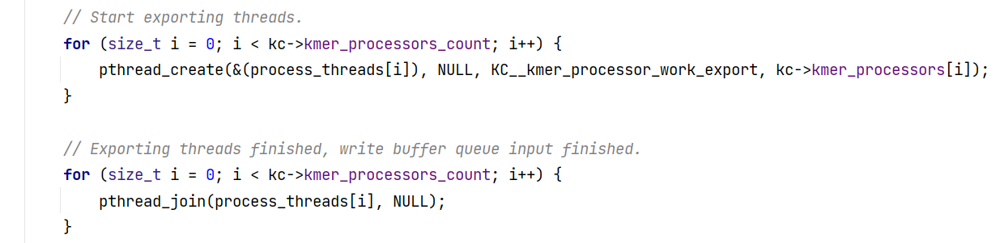 // Start exporting threads.
for (size_t i = 0; i < kc->kmer_processors_count; i++) {
    pthread_create(&(process_threads[i]), NULL, KC__kmer_processor_work_export, kc->kmer_processors[i]);
}

// Exporting threads finished, write buffer queue input finished.
for (size_t i = 0; i < kc->kmer_processors_count; i++) {
    pthread_join(process_threads[i], NULL);
}